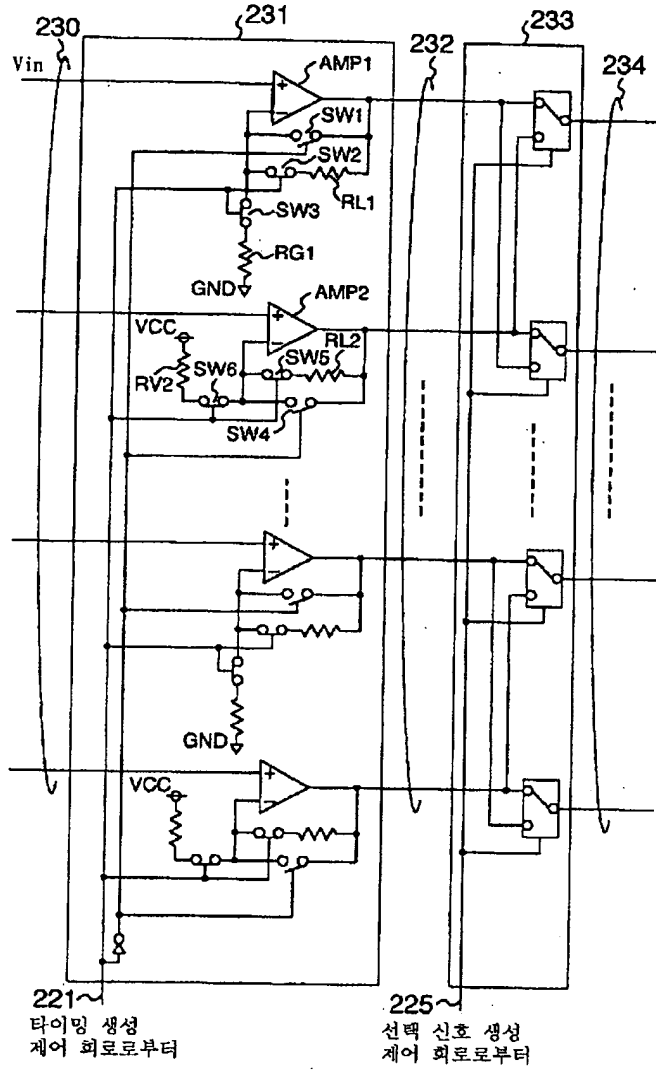 230
231
232
233
234
Vin
AMP1
SW1
SW2
RL1
SW3
RG1
GND
AMP2
VCC
RL2
SW5
SW6
RV2
SW4
GND
VCC
221
타이밍 생성
제어 회로로부터
225
선택 신호 생성
제어 회로로부터